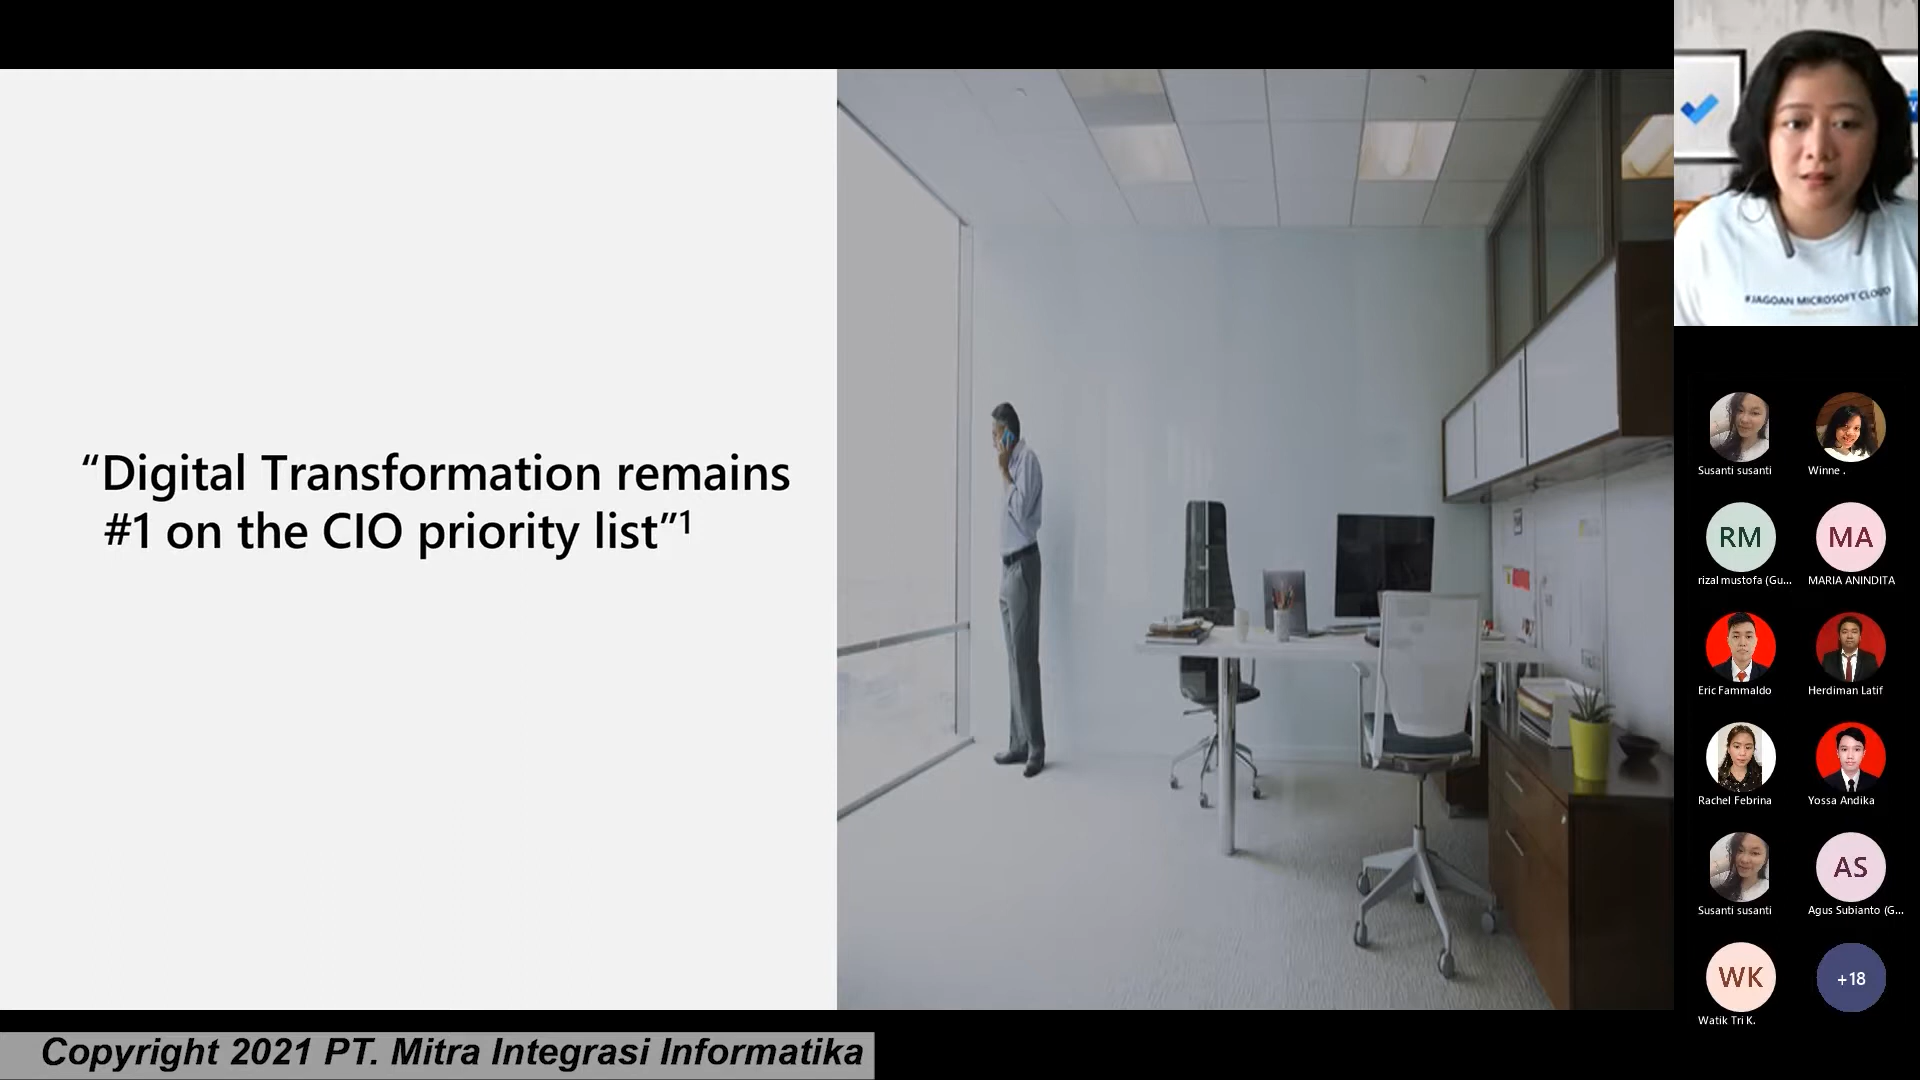 “Digital Transformation remains
#1 on the CIO priority list”1
#JAGOAN MICROSOFT CLOUD
Susanti susanti
Winne .
RM
MA
rizal mustofa (Gu...
MARIA ANINDITA
Eric Fammaldo
Herdiman Latif
Rachel Febrina
Yossa Andika
AS
Susanti susanti
Agus Subianto (G...
WK
+18
Watik Tri K.
Copyright 2021 PT. Mitra Integrasi Informatika